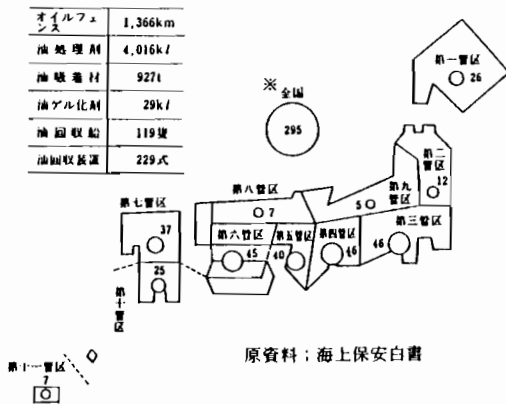 オイルフェンス 1,366km
油処理剤 4,016kl
油吸着材 927t
油ゲル化剤 29kl
油回収船 119隻
油回収装置 229式
※ 全国
295
第一管区
26
第二管区
12
第九管区
5
第八管区
7
第三管区
46
第四管区
46
第五管区
40
第六管区
45
第七管区
37
25
第十管区
第十一管区
7
原資料；海上保安白書